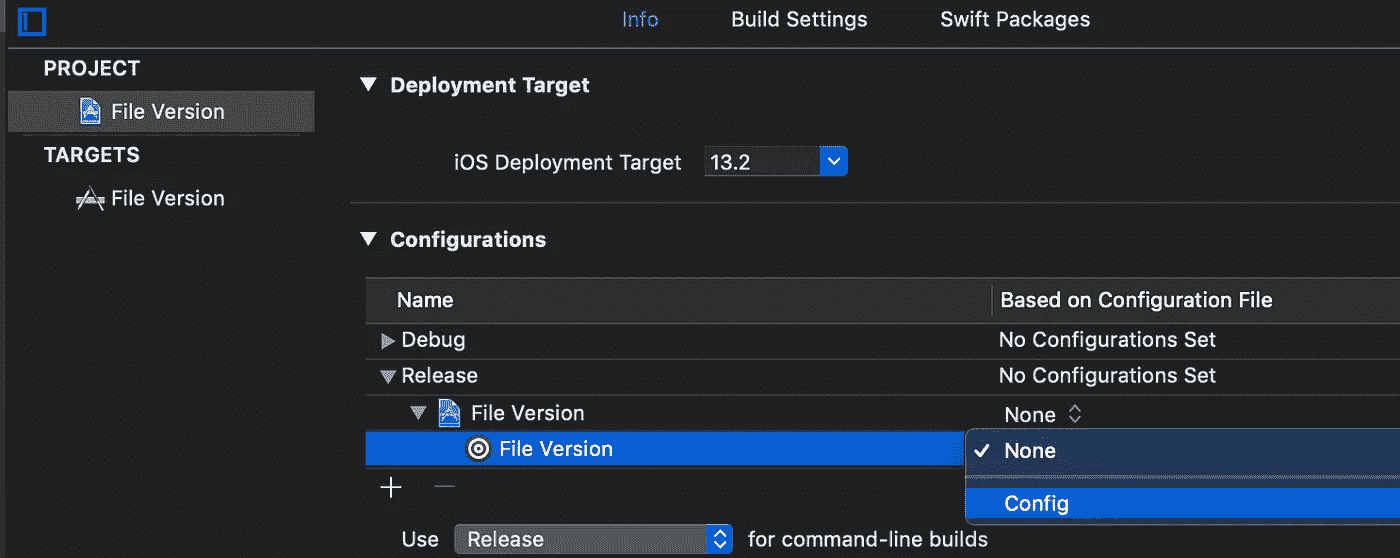 Info Build Settings Swift Packages
PROJECT
File Version
TARGETS
File Version
Deployment Target
iOS Deployment Target 13.2
Configurations
Name Based on Configuration File
Debug No Configurations Set
Release No Configurations Set
File Version None
File Version None
Config
Use Release for command-line builds